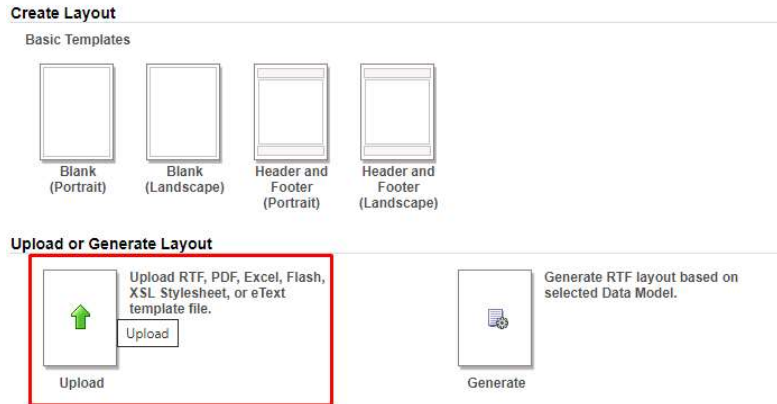 Create Layout
Basic Templates
Blank
(Portrait)
Blank
(Landscape)
Header and
Footer
(Portrait)
Header and
Footer
(Landscape)
Upload or Generate Layout
Upload RTF, PDF, Excel, Flash,
XSL Stylesheet, or eText
template file.
Upload
Upload
Generate RTF layout based on
selected Data Model.
Generate